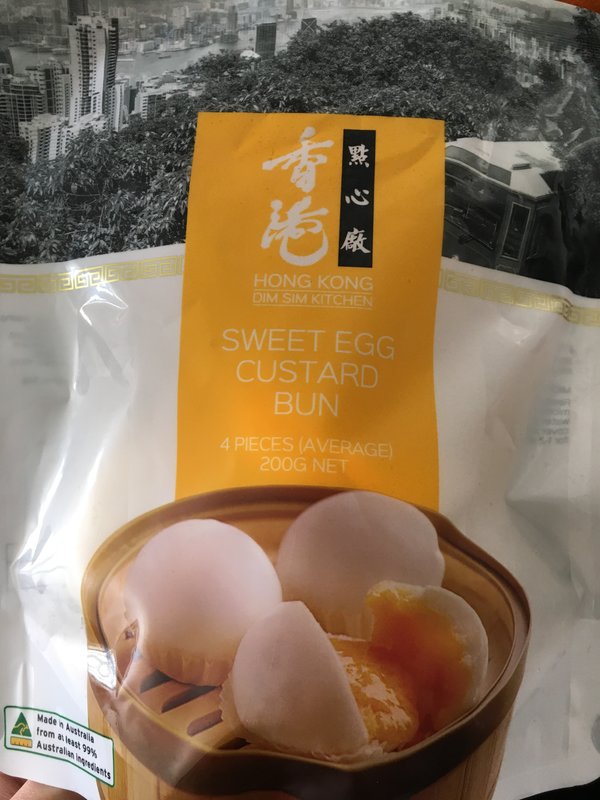 香港
點心廠
HONG KONG
DIM SIM KITCHEN
SWEET EGG
CUSTARD
BUN
4 PIECES (AVERAGE)
200G NET
Made in Australia
from at least 99%
Australian ingredients